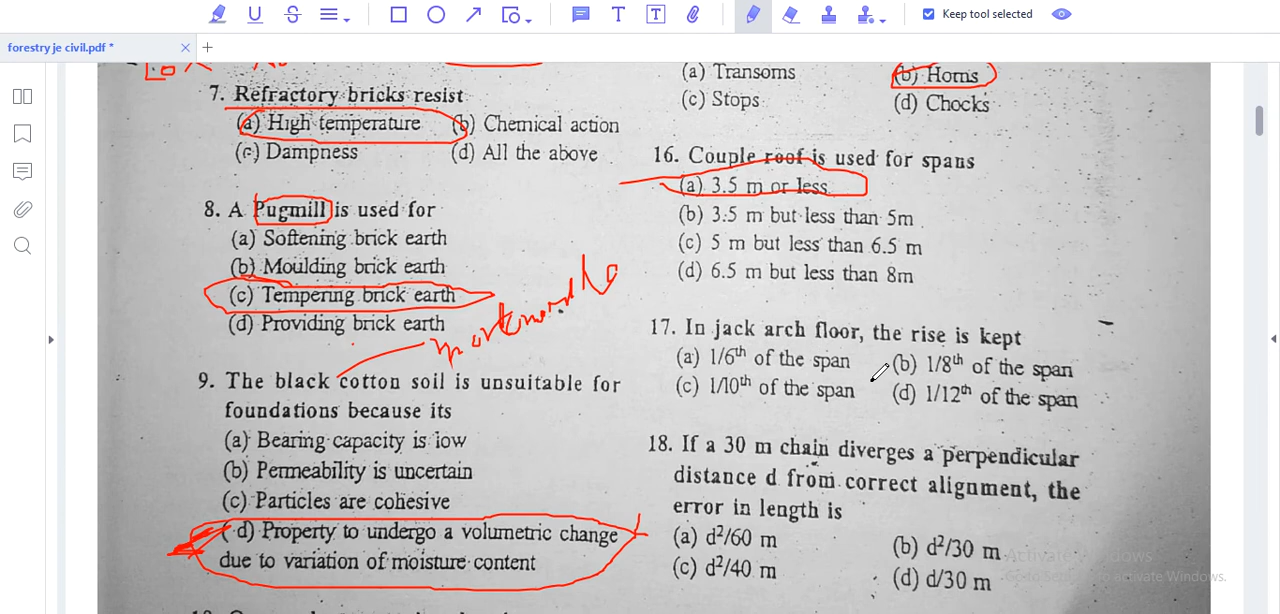 Keep tool selected
forestry je civil.pdf *
7. Refractory bricks resist
(a) High temperature (b) Chemical action
(c) Dampness (d) All the above
8. A Pugmill is used for
(a) Softening brick earth
(b) Moulding brick earth
(c) Tempering brick earth
(d) Providing brick earth
9. The black cotton soil is unsuitable for
foundations because its
(a) Bearing capacity is low
(b) Permeability is uncertain
(c) Particles are cohesive
(d) Property to undergo a volumetric change
due to variation of moisture content
(a) Transoms (b) Horns
(c) Stops (d) Chocks
16. Couple roof is used for spans
(a) 3.5 m or less
(b) 3.5 m but less than 5m
(c) 5 m but less than 6.5 m
(d) 6.5 m but less than 8m
17. In jack arch floor, the rise is kept
(a) 1/6th of the span (b) 1/8th of the span
(c) 1/10th of the span (d) 1/12th of the span
18. If a 30 m chain diverges a perpendicular
distance d from correct alignment, the
error in length is
(a) d²/60 m (b) d²/30 m
(c) d²/40 m (d) d/30 m
Activate Windows
Go to Settings to activate Windows.